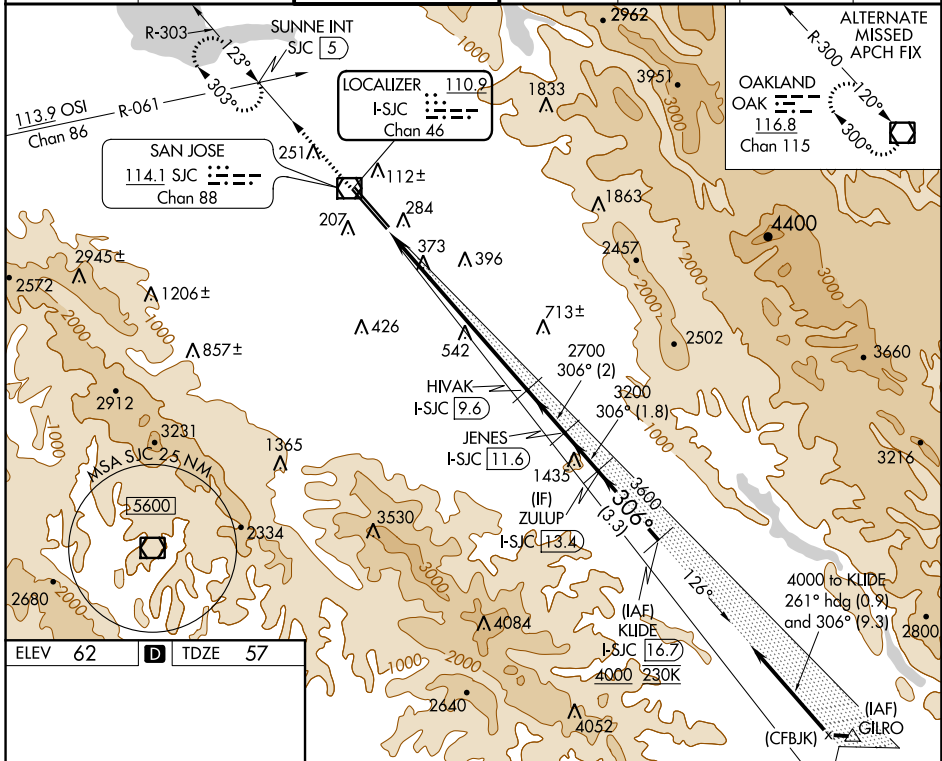 R-303
SUNNE INT
SJC 5
123°
303°
113.9 OSI
Chan 86
R-061
LOCALIZER 110.9
I-SJC
Chan 46
SAN JOSE
114.1 SJC
Chan 88
251
112±
207
284
373
396
426
542
713±
2962
3951
1000
3000
1833
1863
2457
2000
1000
2000
4400
3000
2502
3660
3216
2800
ALTERNATE
MISSED
APCH FIX
R-300
OAKLAND
OAK
116.8
Chan 115
120°
300°
2945±
2572
1206±
857±
1000
2000
2912
3231
1365
1000
MSA SJC 25 NM
5600
2334
2680
2000
3530
3000
4084
1000
2000
2640
4052
1000
1000
2700
306° (2)
HIVAK
I-SJC 9.6
3200
306° (1.8)
JENES
I-SJC 11.6
1435
(IF)
ZULUP
I-SJC 13.4
3600
306°
(3.3)
126°
(IAF)
KLIDE
I-SJC 16.7
4000 230K
4000 to KLIDE
261° hdg (0.9)
and 306° (9.3)
(IAF)
GILRO
(CFBJK)
ELEV 62 D TDZE 57